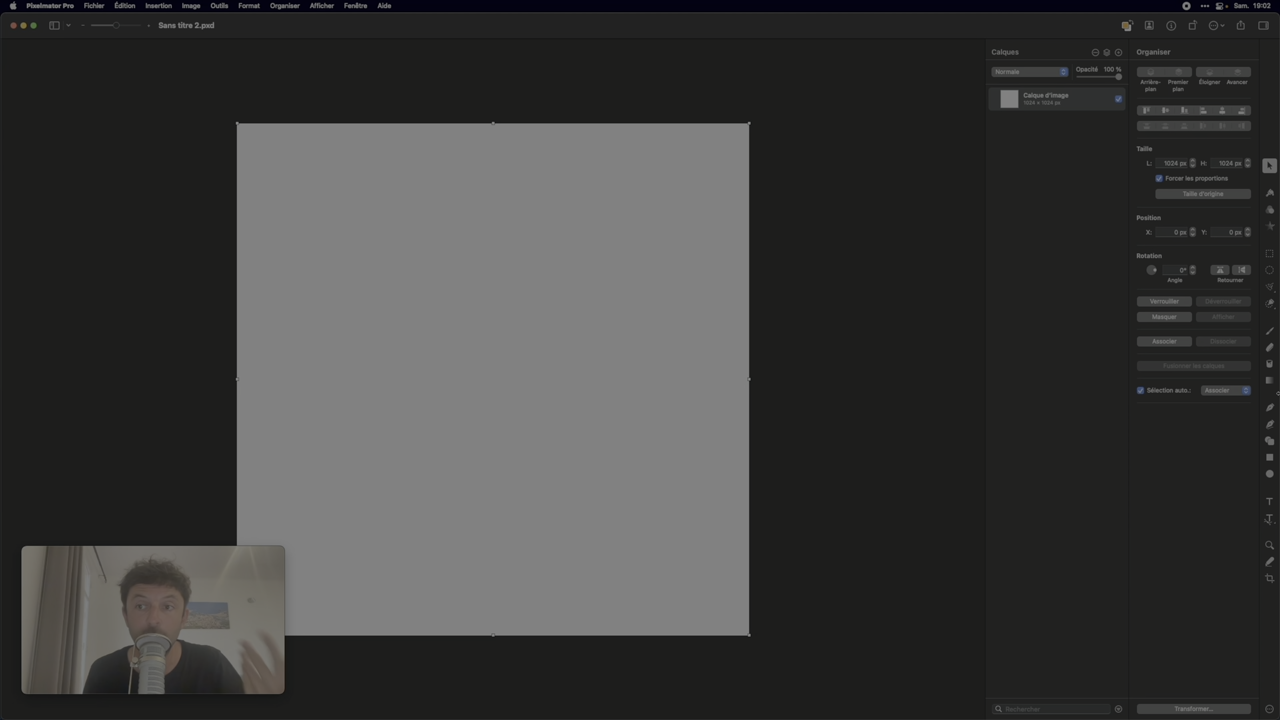 Pixelmator Pro Fichier Édition Insertion Image Outils Format Organiser Afficher Fenêtre Aide
Sam. 19:02
Sans titre 2.pxd
Calques
Normale
Opacité 100 %
Calque d'image
1024 × 1024 px
Rechercher
Organiser
Arrière-plan Premier plan Éloigner Avancer
Taille
L: 1024 px H: 1024 px
Forcer les proportions
Taille d'origine
Position
X: 0 px Y: 0 px
Rotation
0°
Angle Retourner
Verrouiller Déverrouiller
Masquer Afficher
Associer Dissocier
Fusionner les calques
Sélection auto.: Associer
Transformer...